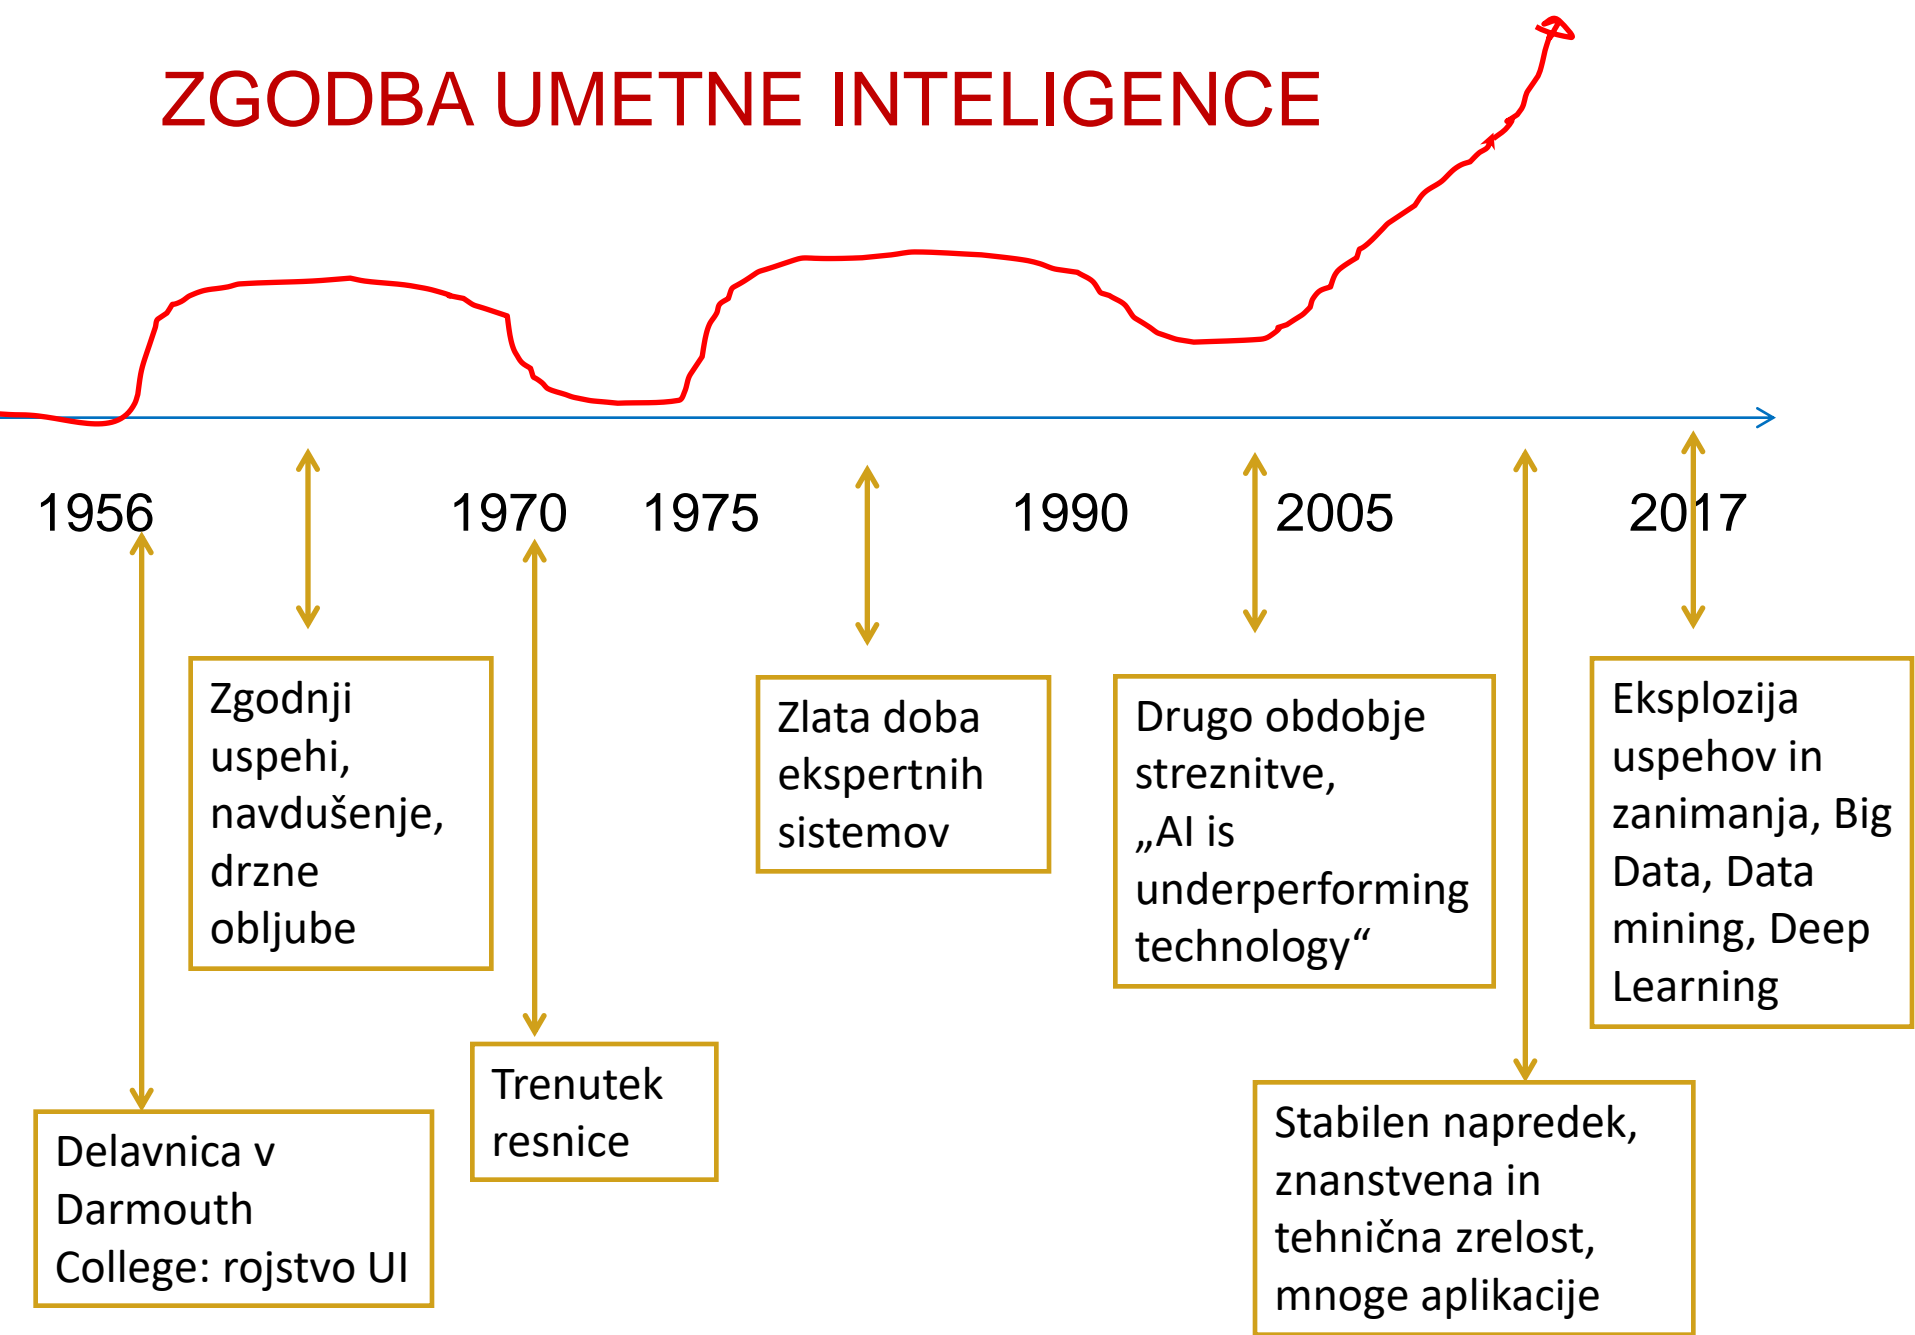 ZGODBA UMETNE INTELIGENCE
1956 1970 1975 1990 2005 2017
Zgodnji
uspehi,
navdušenje,
drzne
obljube
Zlata doba
ekspertnih
sistemov
Drugo obdobje
streznitve,
„AI is
underperforming
technology“
Eksplozija
uspehov in
zanimanja, Big
Data, Data
mining, Deep
Learning
Delavnica v
Darmouth
College: rojstvo UI
Trenutek
resnice
Stabilen napredek,
znanstvena in
tehnična zrelost,
mnoge aplikacije